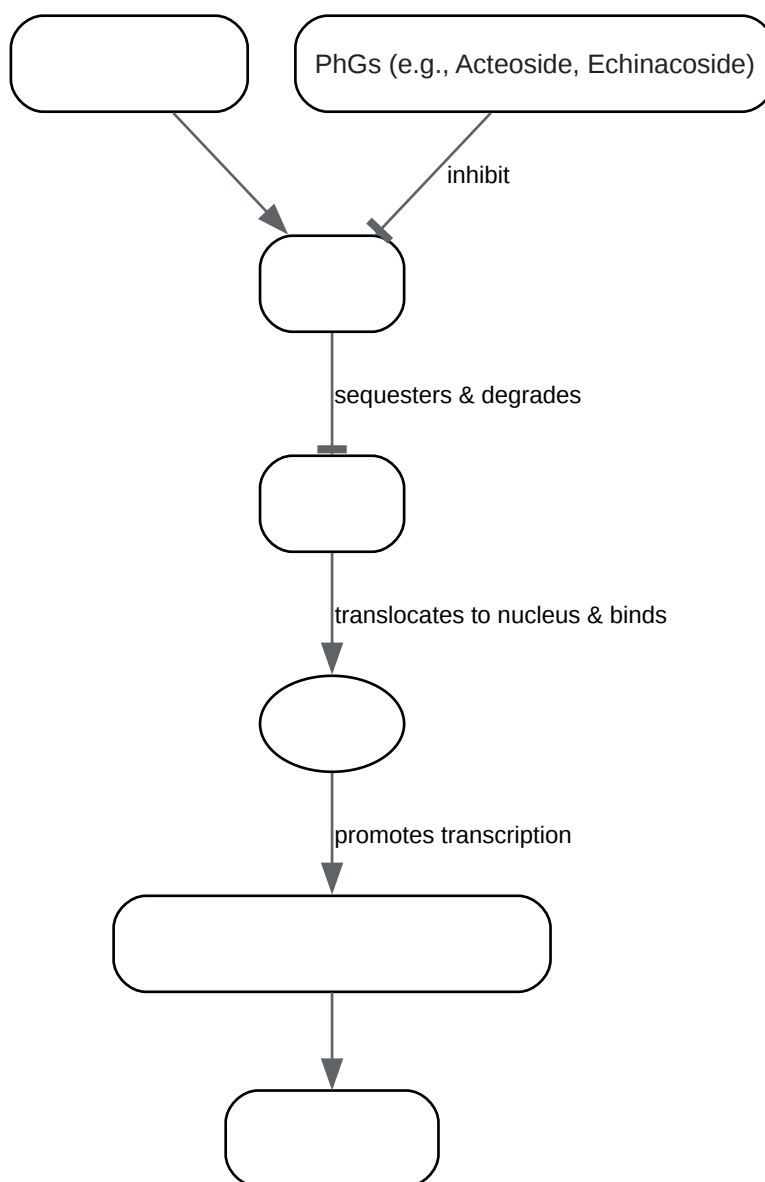 PhGs (e.g., Acteoside, Echinacoside)
inhibit
sequesters & degrades
translocates to nucleus & binds
promotes transcription